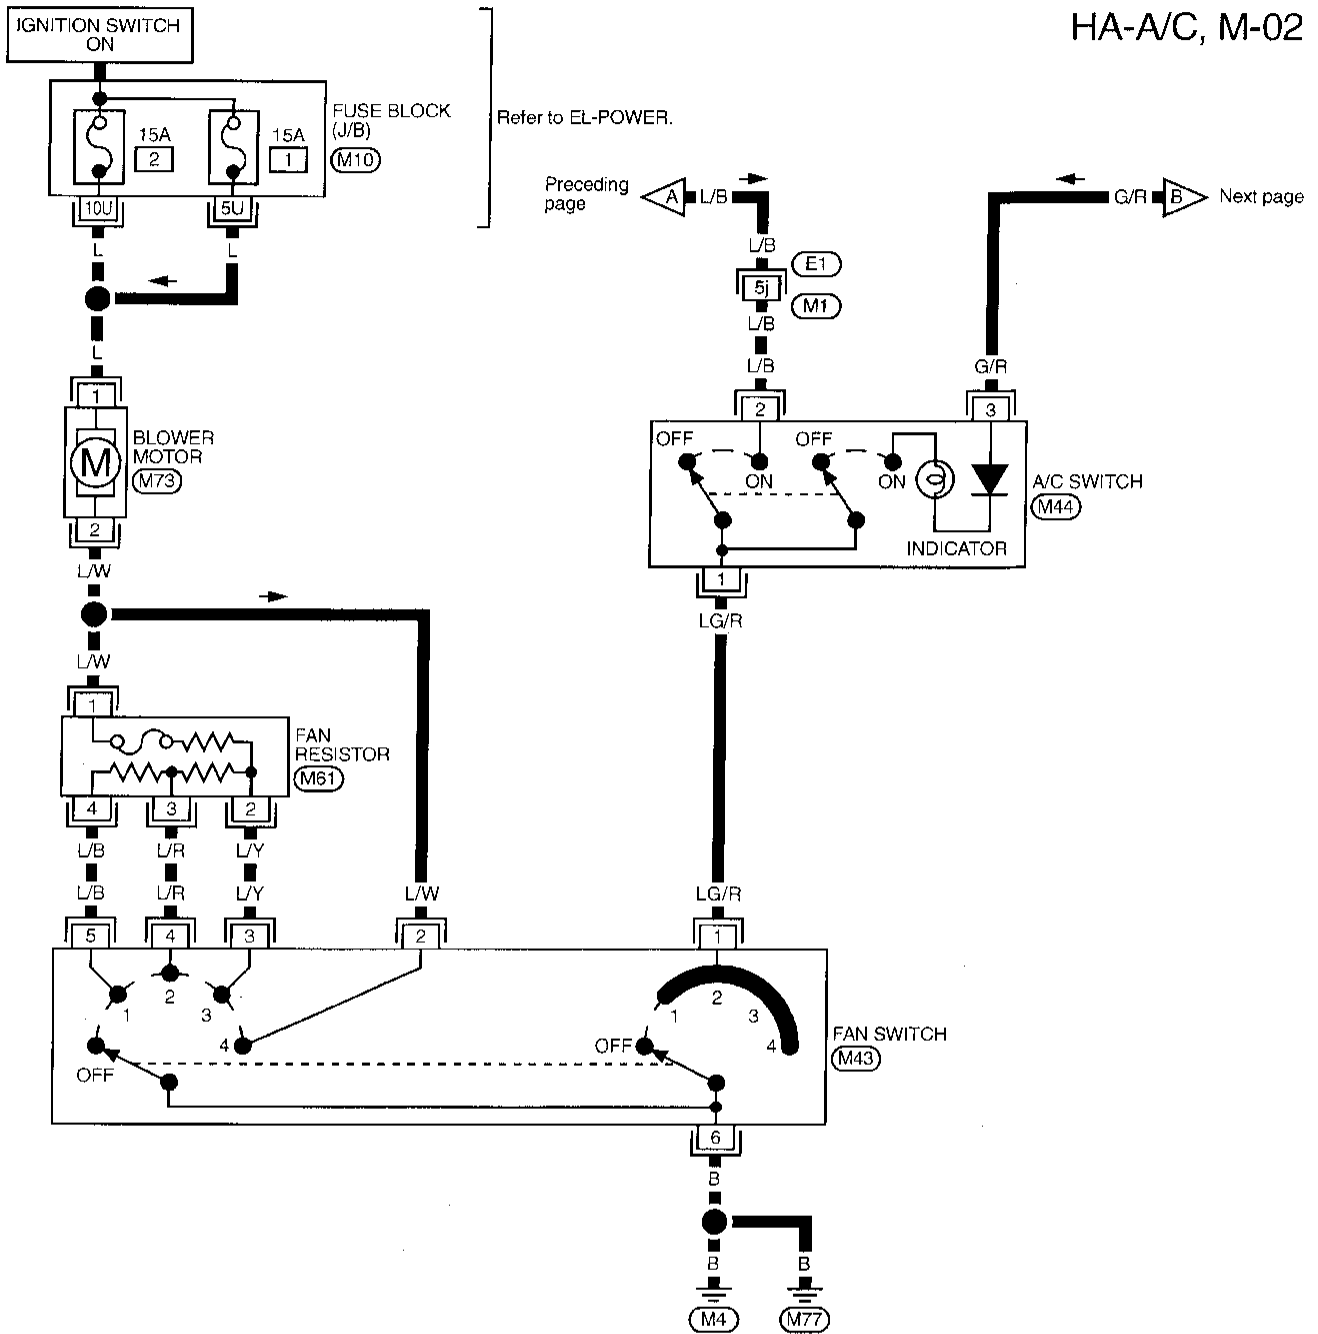 HA-A/C, M-02
IGNITION SWITCH
ON
15A
2
15A
1
FUSE BLOCK
(J/B)
M10
Refer to EL-POWER.
10U
5U
L
L
L
Preceding
page
A
L/B
G/R
B
Next page
L/B
E1
5j
M1
L/B
L/B
G/R
1
BLOWER
MOTOR
M73
M
2
2
3
OFF
ON
OFF
ON
INDICATOR
A/C SWITCH
M44
1
LG/R
L/W
L/W
1
FAN
RESISTOR
M61
4
3
2
L/B
L/R
L/Y
L/B
L/R
L/Y
L/W
LG/R
5
4
3
2
1
1
2
3
4
OFF
1
2
3
4
OFF
FAN SWITCH
M43
6
B
B
B
M4
M77